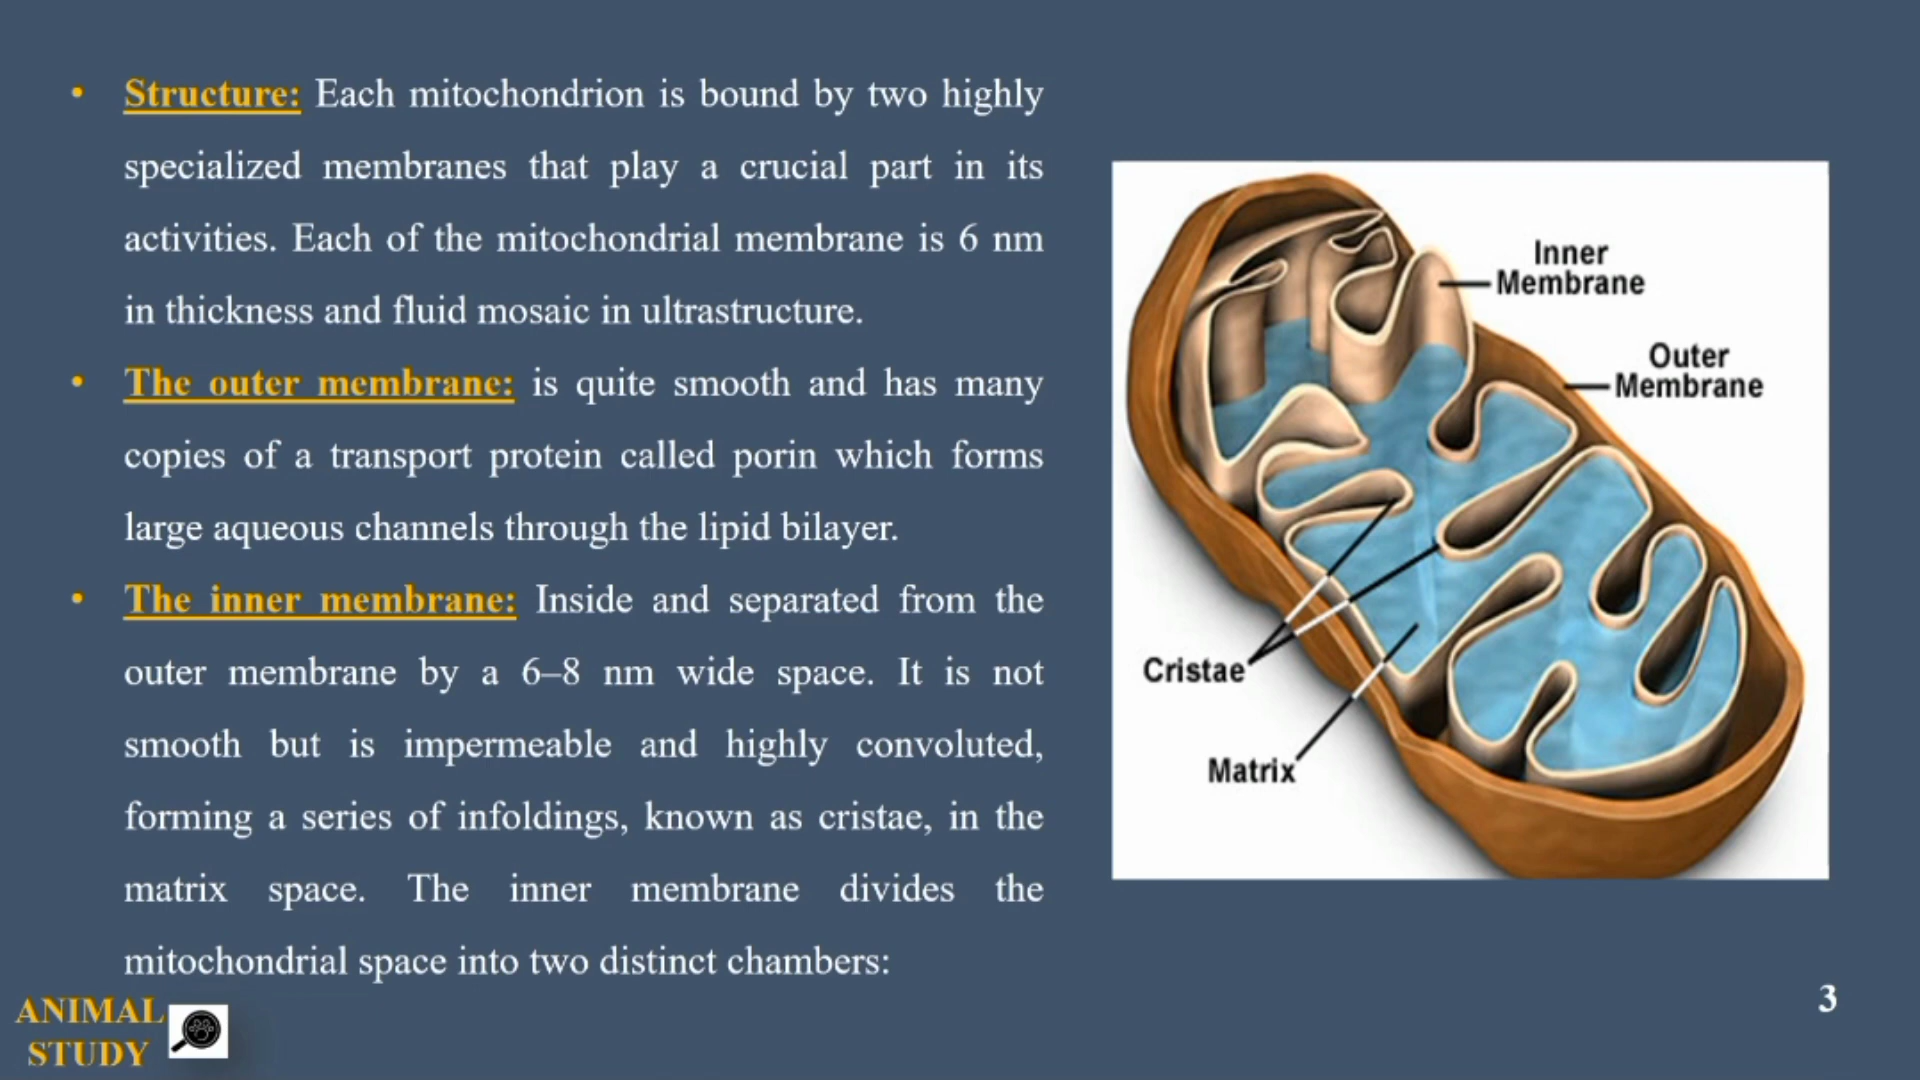 • Structure: Each mitochondrion is bound by two highly
specialized membranes that play a crucial part in its
activities. Each of the mitochondrial membrane is 6 nm
in thickness and fluid mosaic in ultrastructure.
• The outer membrane: is quite smooth and has many
copies of a transport protein called porin which forms
large aqueous channels through the lipid bilayer.
• The inner membrane: Inside and separated from the
outer membrane by a 6–8 nm wide space. It is not
smooth but is impermeable and highly convoluted,
forming a series of infoldings, known as cristae, in the
matrix space. The inner membrane divides the
mitochondrial space into two distinct chambers:
Inner
Membrane
Outer
Membrane
Cristae
Matrix
ANIMAL
STUDY
3